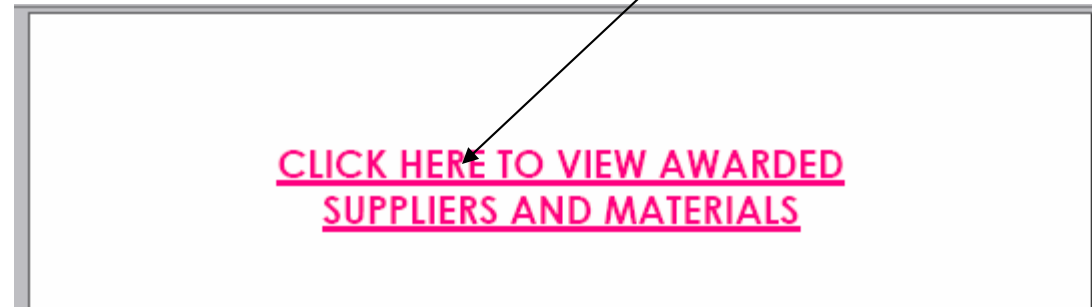 CLICK HERE TO VIEW AWARDED
SUPPLIERS AND MATERIALS